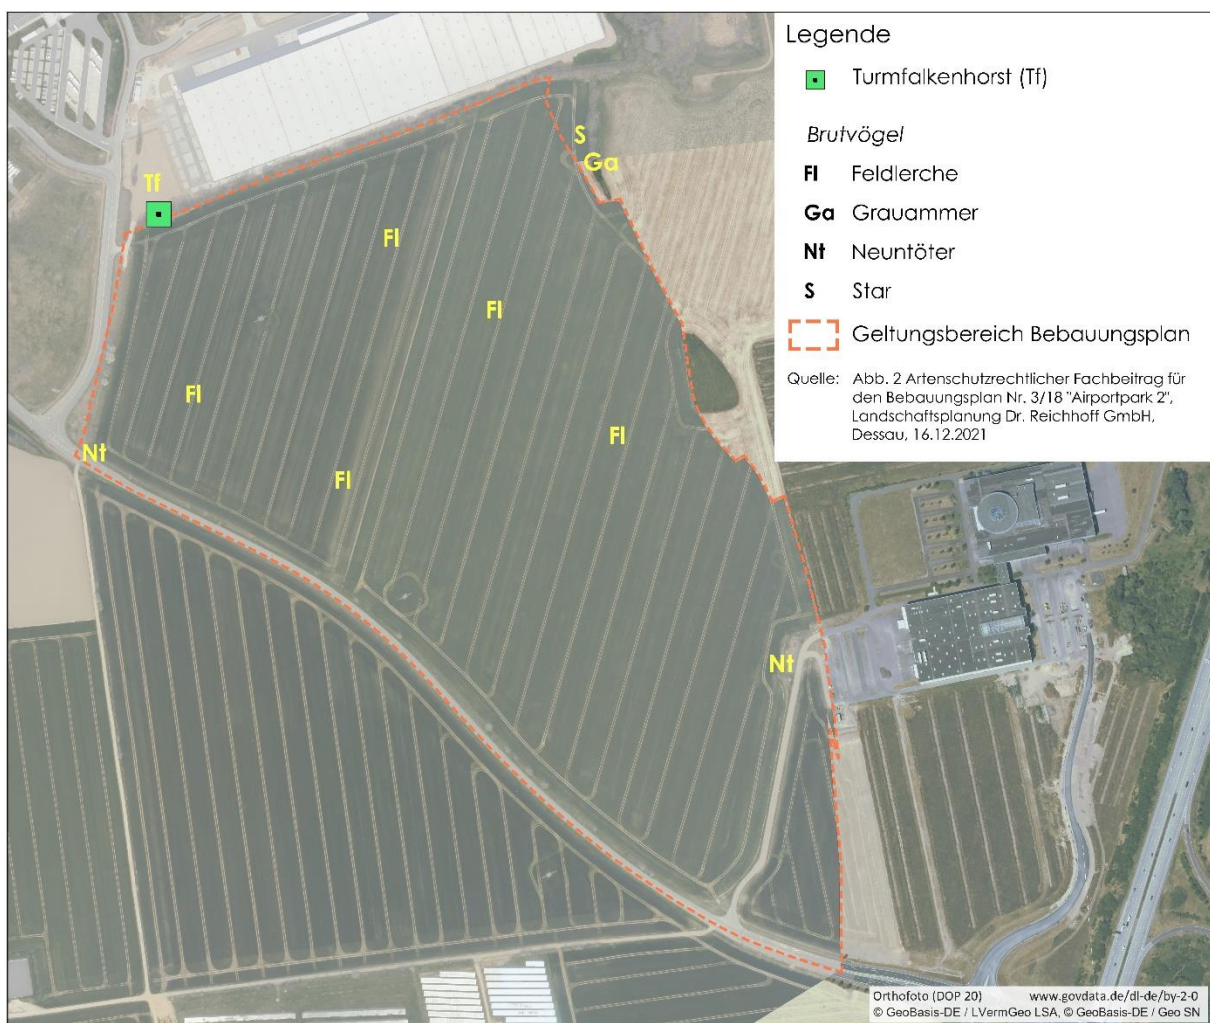 Legende
Turmfalkenhorst (Tf)
Brutvögel
Fl Feldlerche
Ga Grauammer
Nt Neuntöter
S Star
Geltungsbereich Bebauungsplan
Quelle: Abb. 2 Artenschutzrechtlicher Fachbeitrag für
den Bebauungsplan Nr. 3/18 "Airportpark 2",
Landschaftsplanung Dr. Reichhoff GmbH,
Dessau, 16.12.2021
S
Ga
Tf
Fl
Fl
Fl
Fl
Nt
Fl
Nt
Orthofoto (DOP 20) www.govdata.de/dl-de/by-2-0
© GeoBasis-DE / LVermGeo LSA, © GeoBasis-DE / Geo SN